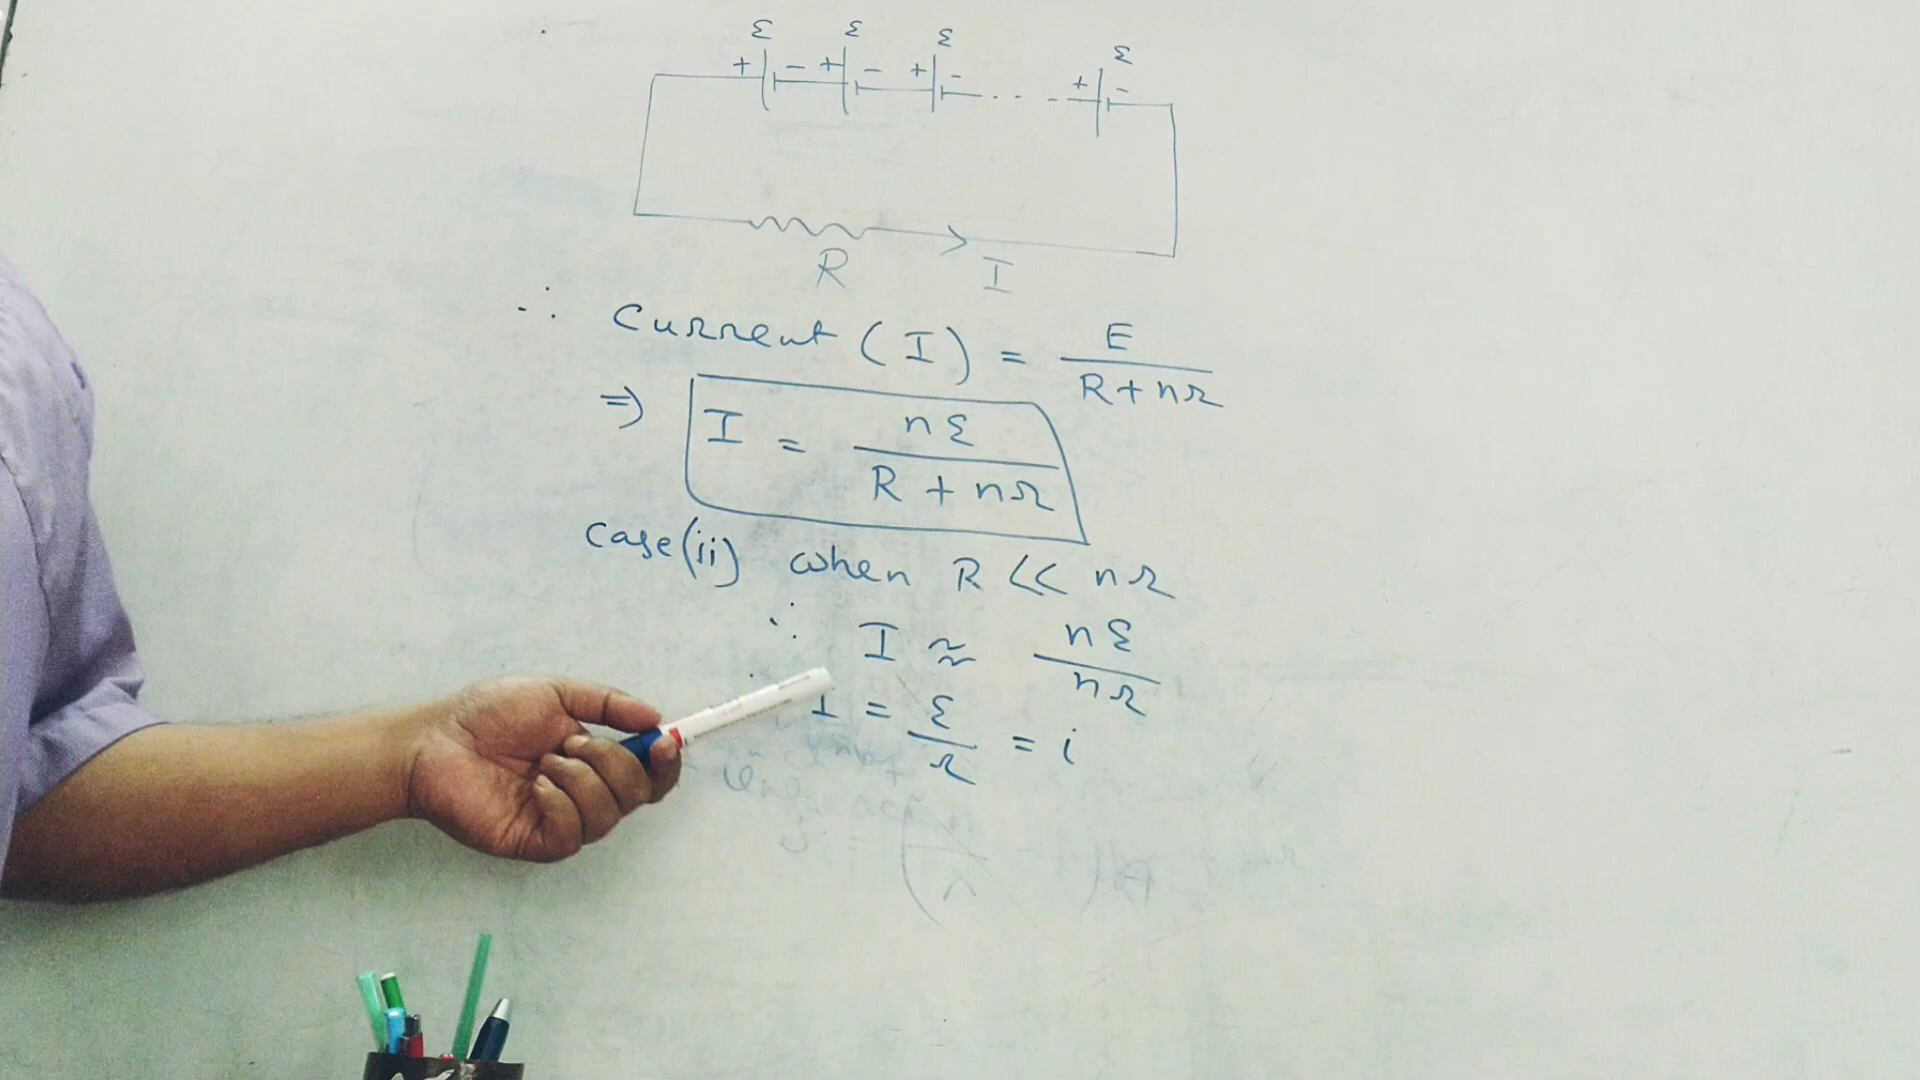 ε ε ε ε
+ - + - + - ... + -
R I
∴ Current (I) = E / R + nr
⇒ I = nε / R + nr
Case (ii) when R << nr
∴ I ≈ nε / nr
I = ε / r = i